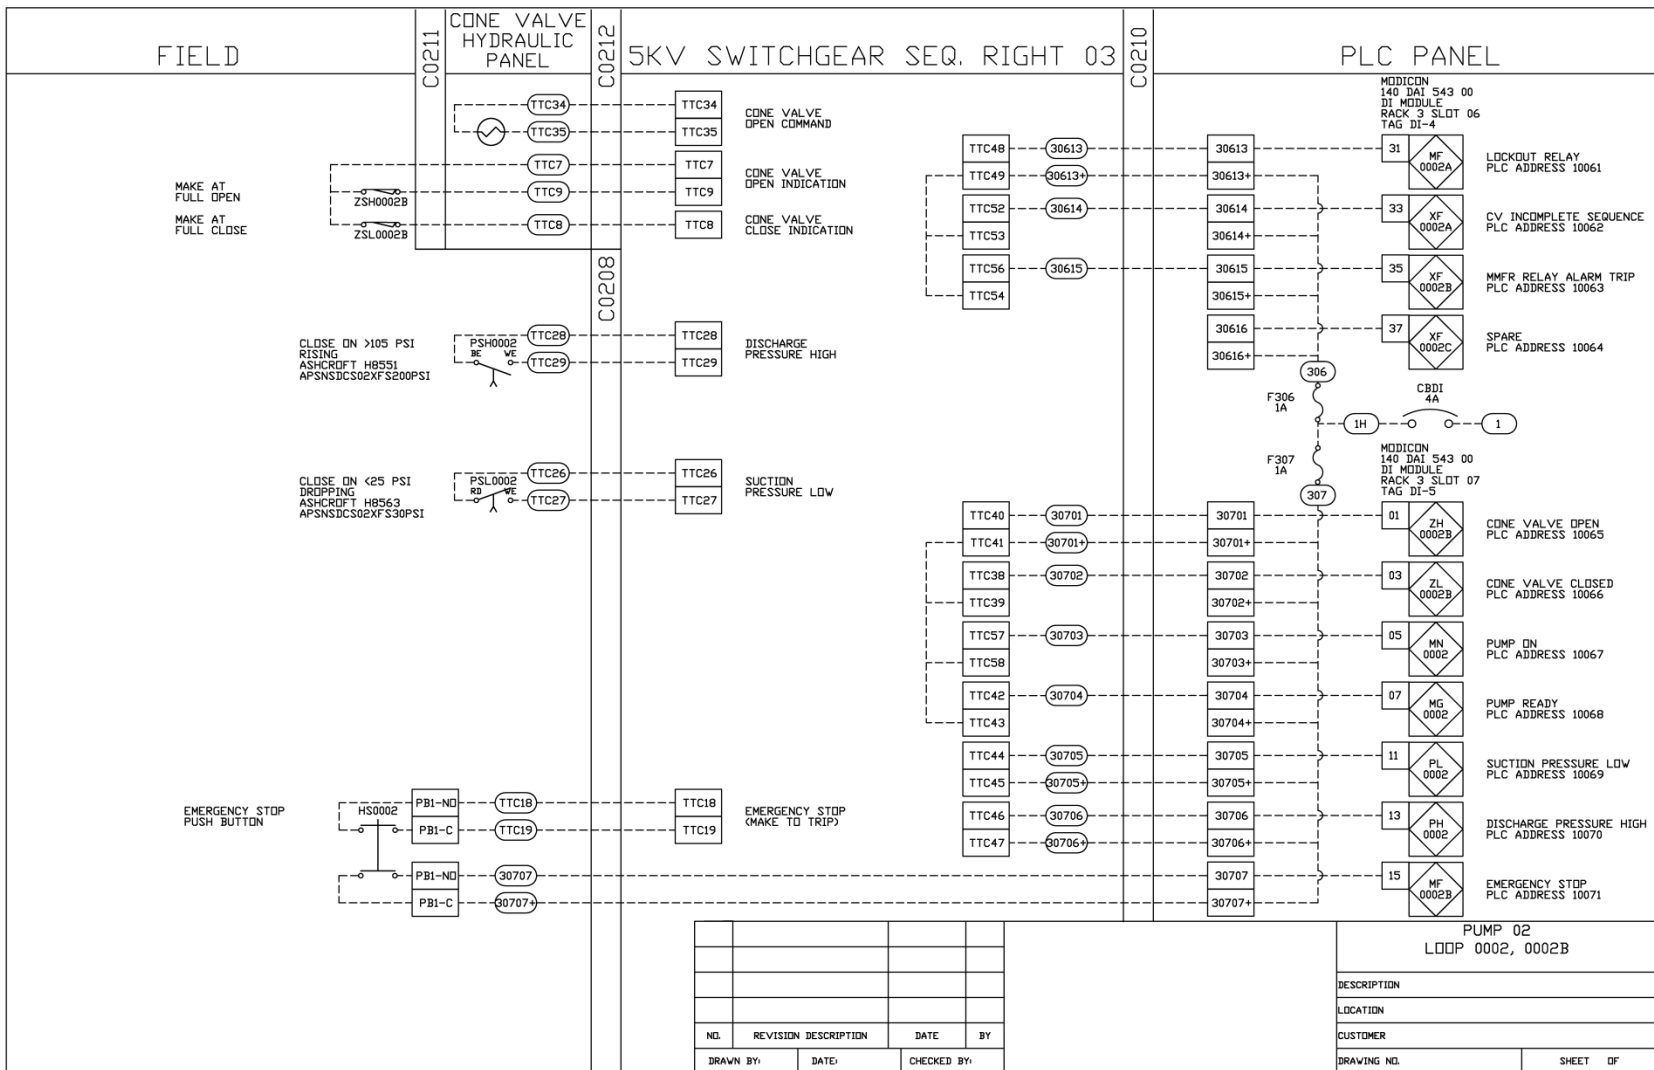 FIELD
C0211
CONE VALVE
HYDRAULIC
PANEL
C0212
5KV SWITCHGEAR SEQ. RIGHT 03
C0210
PLC PANEL
TTC34
TTC34
CONE VALVE
OPEN COMMAND
TTC35
TTC35
TTC7
TTC7
CONE VALVE
OPEN INDICATION
MAKE AT
FULL OPEN
ZSH0002B
TTC9
TTC9
MAKE AT
FULL CLOSE
ZSL0002B
TTC8
TTC8
CONE VALVE
CLOSE INDICATION
C0208
CLOSE ON >105 PSI
RISING
ASHCROFT H8551
APSNSDCS02XFS200PSI
PSH0002
BE WE
TTC28
TTC28
DISCHARGE
PRESSURE HIGH
TTC29
TTC29
CLOSE ON <25 PSI
DROPPING
ASHCROFT H8563
APSNSDCS02XFS30PSI
PSL0002
RD WE
TTC26
TTC26
SUCTION
PRESSURE LOW
TTC27
TTC27
EMERGENCY STOP
PUSH BUTTON
HS0002
PB1-NO
TTC18
TTC18
EMERGENCY STOP
(MAKE TO TRIP)
PB1-C
TTC19
TTC19
PB1-NO
30707
PB1-C
30707+
MODICON
140 DAI 543 00
DI MODULE
RACK 3 SLOT 06
TAG DI-4
TTC48
30613
30613
31
MF
0002A
LOCKOUT RELAY
PLC ADDRESS 10061
TTC49
30613+
30613+
TTC52
30614
30614
33
XF
0002A
CV INCOMPLETE SEQUENCE
PLC ADDRESS 10062
TTC53
30614+
TTC56
30615
30615
35
XF
0002B
MMFR RELAY ALARM TRIP
PLC ADDRESS 10063
TTC54
30615+
30616
37
XF
0002C
SPARE
PLC ADDRESS 10064
30616+
306
F306
1A
CBDI
4A
1H
1
F307
1A
307
MODICON
140 DAI 543 00
DI MODULE
RACK 3 SLOT 07
TAG DI-5
TTC40
30701
30701
01
ZH
0002B
CONE VALVE OPEN
PLC ADDRESS 10065
TTC41
30701+
30701+
TTC38
30702
30702
03
ZL
0002B
CONE VALVE CLOSED
PLC ADDRESS 10066
TTC39
30702+
TTC57
30703
30703
05
MN
0002
PUMP ON
PLC ADDRESS 10067
TTC58
30703+
TTC42
30704
30704
07
MG
0002
PUMP READY
PLC ADDRESS 10068
TTC43
30704+
TTC44
30705
30705
11
PL
0002
SUCTION PRESSURE LOW
PLC ADDRESS 10069
TTC45
30705+
30705+
TTC46
30706
30706
13
PH
0002
DISCHARGE PRESSURE HIGH
PLC ADDRESS 10070
TTC47
30706+
30706+
30707
15
MF
0002B
EMERGENCY STOP
PLC ADDRESS 10071
30707+
NO. REVISION DESCRIPTION DATE BY
DRAWN BY: DATE: CHECKED BY:
PUMP 02
LOOP 0002, 0002B
DESCRIPTION
LOCATION
CUSTOMER
DRAWING NO. SHEET OF